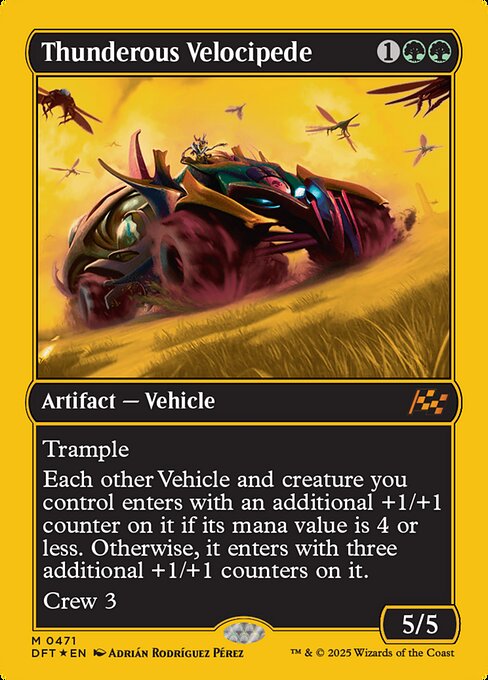 Thunderous Velocipede 1
Artifact — Vehicle
Trample
Each other Vehicle and creature you
control enters with an additional +1/+1
counter on it if its mana value is 4 or
less. Otherwise, it enters with three
additional +1/+1 counters on it.
Crew 3
5/5
M 0471
DFT★EN Adrián Rodríguez Pérez
™ & © 2025 Wizards of the Coast